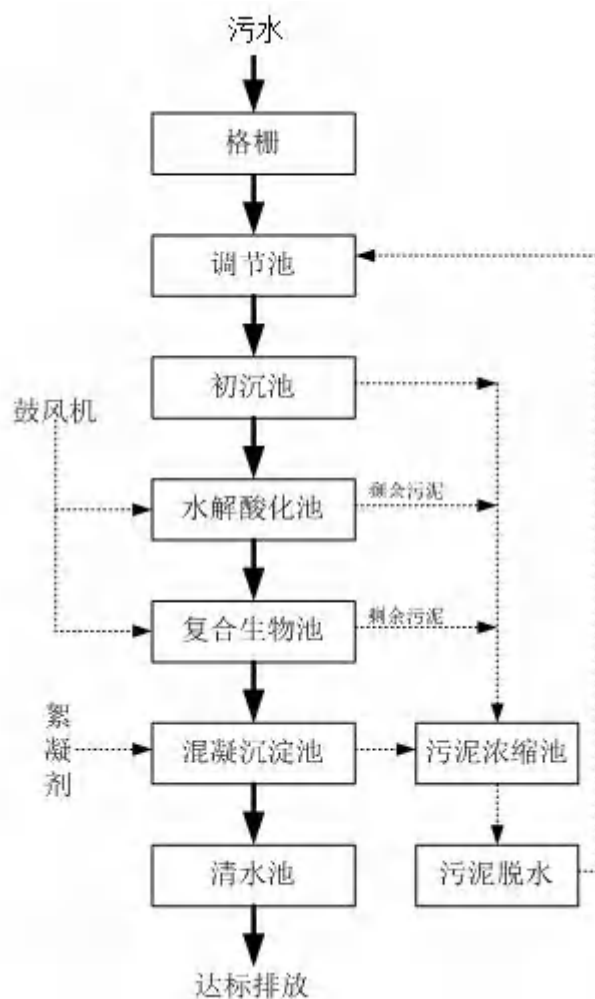 污水
格栅
调节池
初沉池
鼓风机
水解酸化池
剩余污泥
复合生物池
剩余污泥
絮
凝
剂
混凝沉淀池
污泥浓缩池
清水池
污泥脱水
达标排放